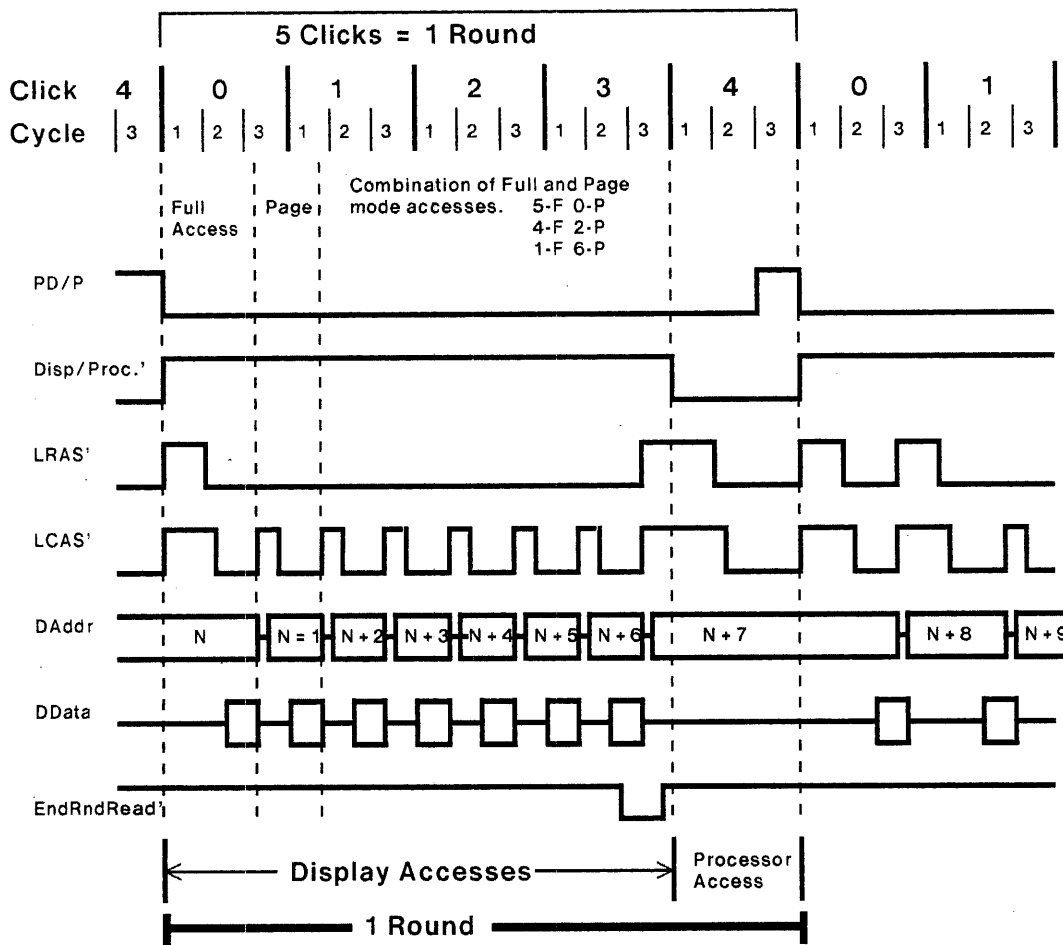 5 Clicks = 1 Round
Click 4 0 1 2 3 4 0 1
Cycle 3 1 2 3 1 2 3 1 2 3 1 2 3 1 2 3 1 2 3 1 2 3
Full Access
Page
Combination of Full and Page
mode accesses. 5-F 0-P
4-F 2-P
1-F 6-P
PD/P
Disp/Proc.'
LRAS'
LCAS'
DAddr N N = 1 N + 2 N + 3 N + 4 N + 5 N + 6 N + 7 N + 8 N + 9
DData
EndRndRead'
Display Accesses
Processor
Access
1 Round